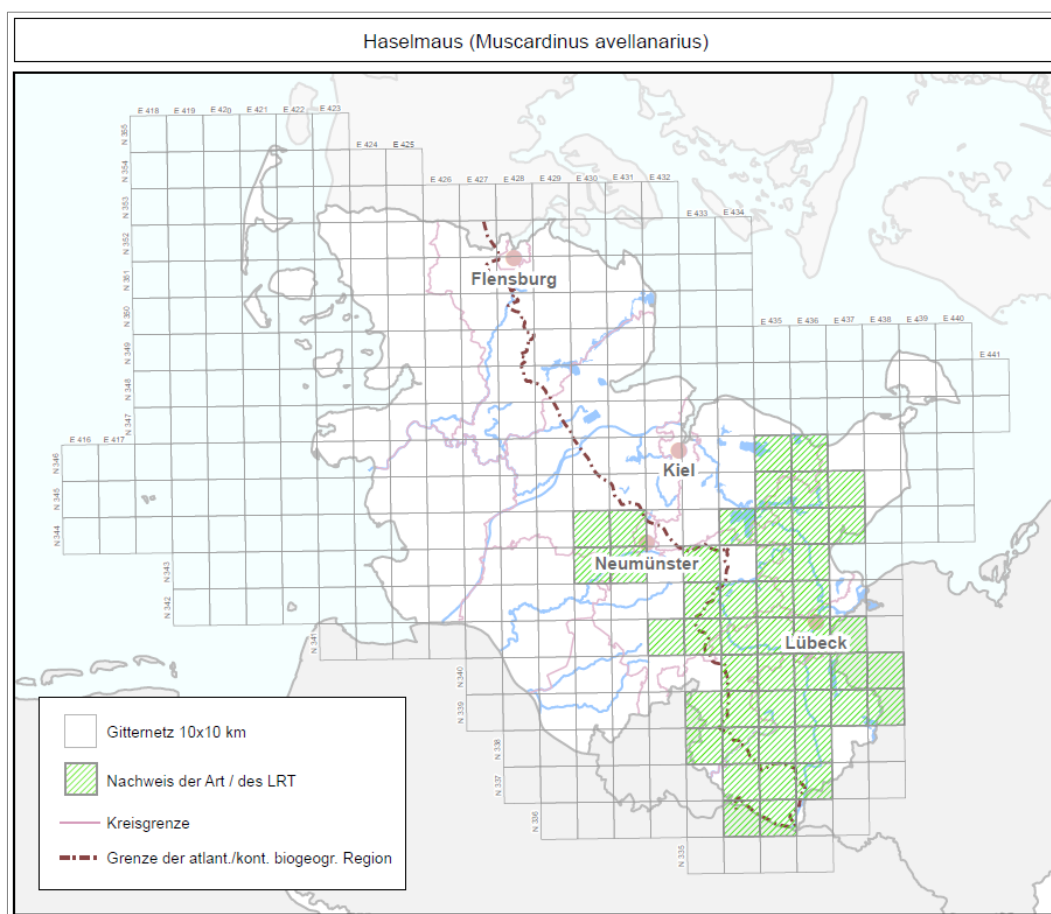 Haselmaus (Muscardinus avellanarius)
E 418 E 419 E 420 E 421 E 422 E 423
E 424 E 425
E 426 E 427 E 428 E 429 E 430 E 431 E 432
E 433 E 434
E 435 E 436 E 437 E 438 E 439 E 440
E 441
E 416 E 417
N 355
N 354
N 353
N 352
N 351
N 350
N 349
N 348
N 347
N 346
N 345
N 344
N 343
N 342
N 341
N 340
N 339
N 338
N 337
N 336
N 335
Flensburg
Kiel
Neumünster
Lübeck
Gitternetz 10x10 km
Nachweis der Art / des LRT
Kreisgrenze
Grenze der atlant./kont. biogeogr. Region